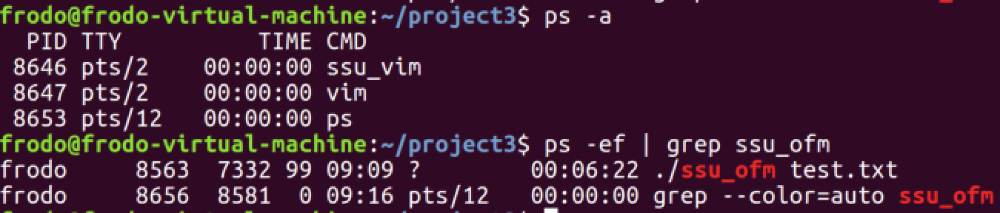 grep ssu_
frodo@frodo-virtual-machine:~/project3$ ps -a
  PID TTY          TIME CMD
 8646 pts/2    00:00:00 ssu_vim
 8647 pts/2    00:00:00 vim
 8653 pts/12   00:00:00 ps
frodo@frodo-virtual-machine:~/project3$ ps -ef | grep ssu_ofm
frodo     8563  7332 99 09:09 ?        00:06:22 ./ssu_ofm test.txt
frodo     8656  8581  0 09:16 pts/12   00:00:00 grep --color=auto ssu_ofm